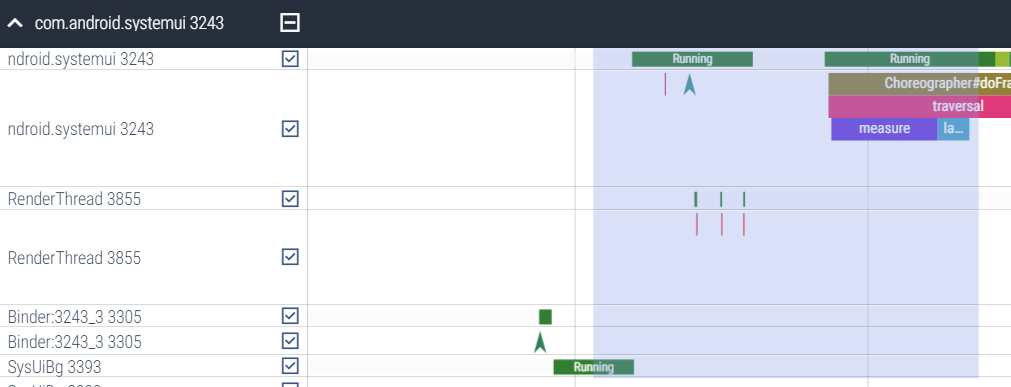 com.android.systemui 3243
ndroid.systemui 3243 Running Running
Choreographer#doFra
traversal
ndroid.systemui 3243 measure la...
RenderThread 3855
RenderThread 3855
Binder:3243_3 3305
Binder:3243_3 3305
SysUiBg 3393 Running